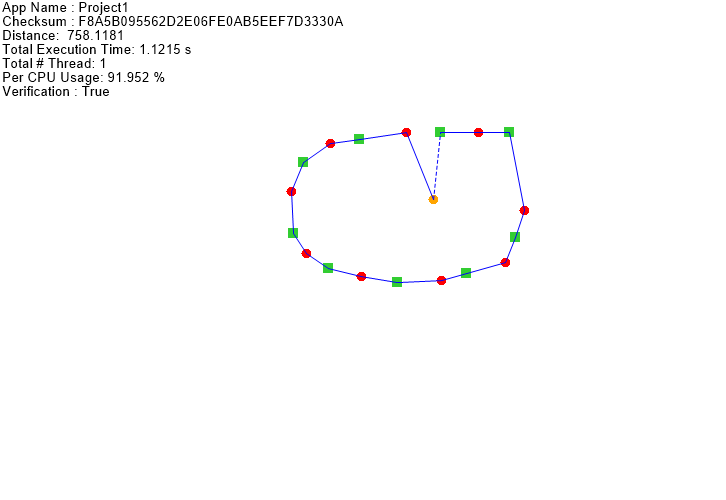 App Name : Project1
Checksum : F8A5B095562D2E06FE0AB5EEF7D3330A
Distance:  758.1181
Total Execution Time: 1.1215 s
Total # Thread: 1
Per CPU Usage: 91.952 %
Verification : True